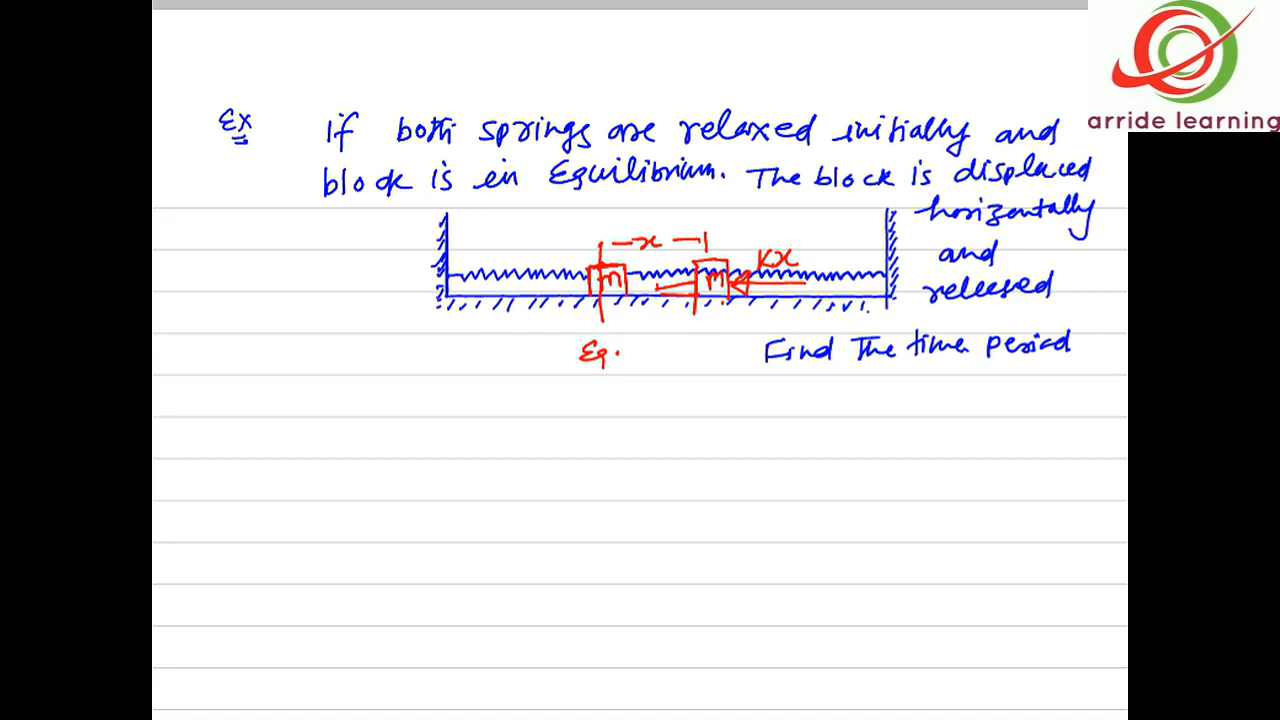 arride learning
Ex If both springs are relaxed initially and
block is in Equilibrium. The block is displaced
horizontally
and
released
x
Kx
m m
Eq.
Find The time period